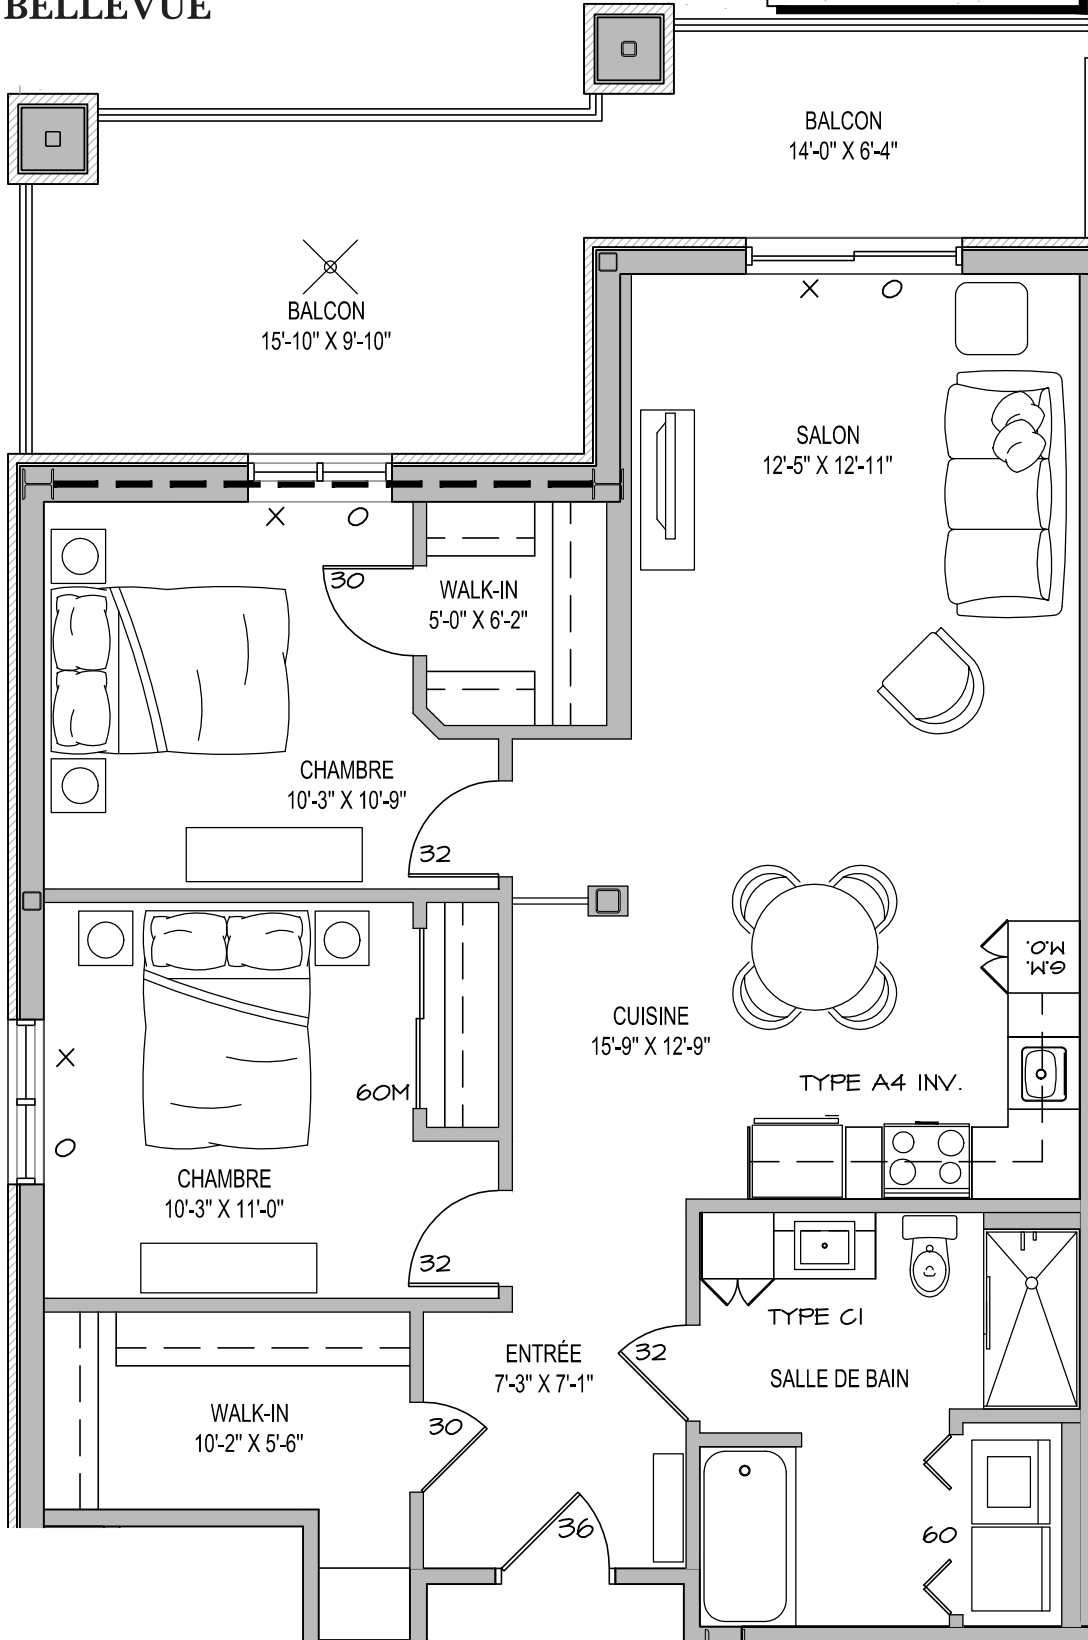 BELLEVUE
BALCON
14'-0" X 6'-4"
BALCON
15'-10" X 9'-10"
X O
SALON
12'-5" X 12'-11"
X O
30
WALK-IN
5'-0" X 6'-2"
CHAMBRE
10'-3" X 10'-9"
32
G.M.
M.O.
CUISINE
15'-9" X 12'-9"
X
O
60M
TYPE A4 INV.
CHAMBRE
10'-3" X 11'-0"
32
TYPE C1
ENTRÉE
7'-3" X 7'-1"
32
SALLE DE BAIN
WALK-IN
10'-2" X 5'-6"
30
36
60